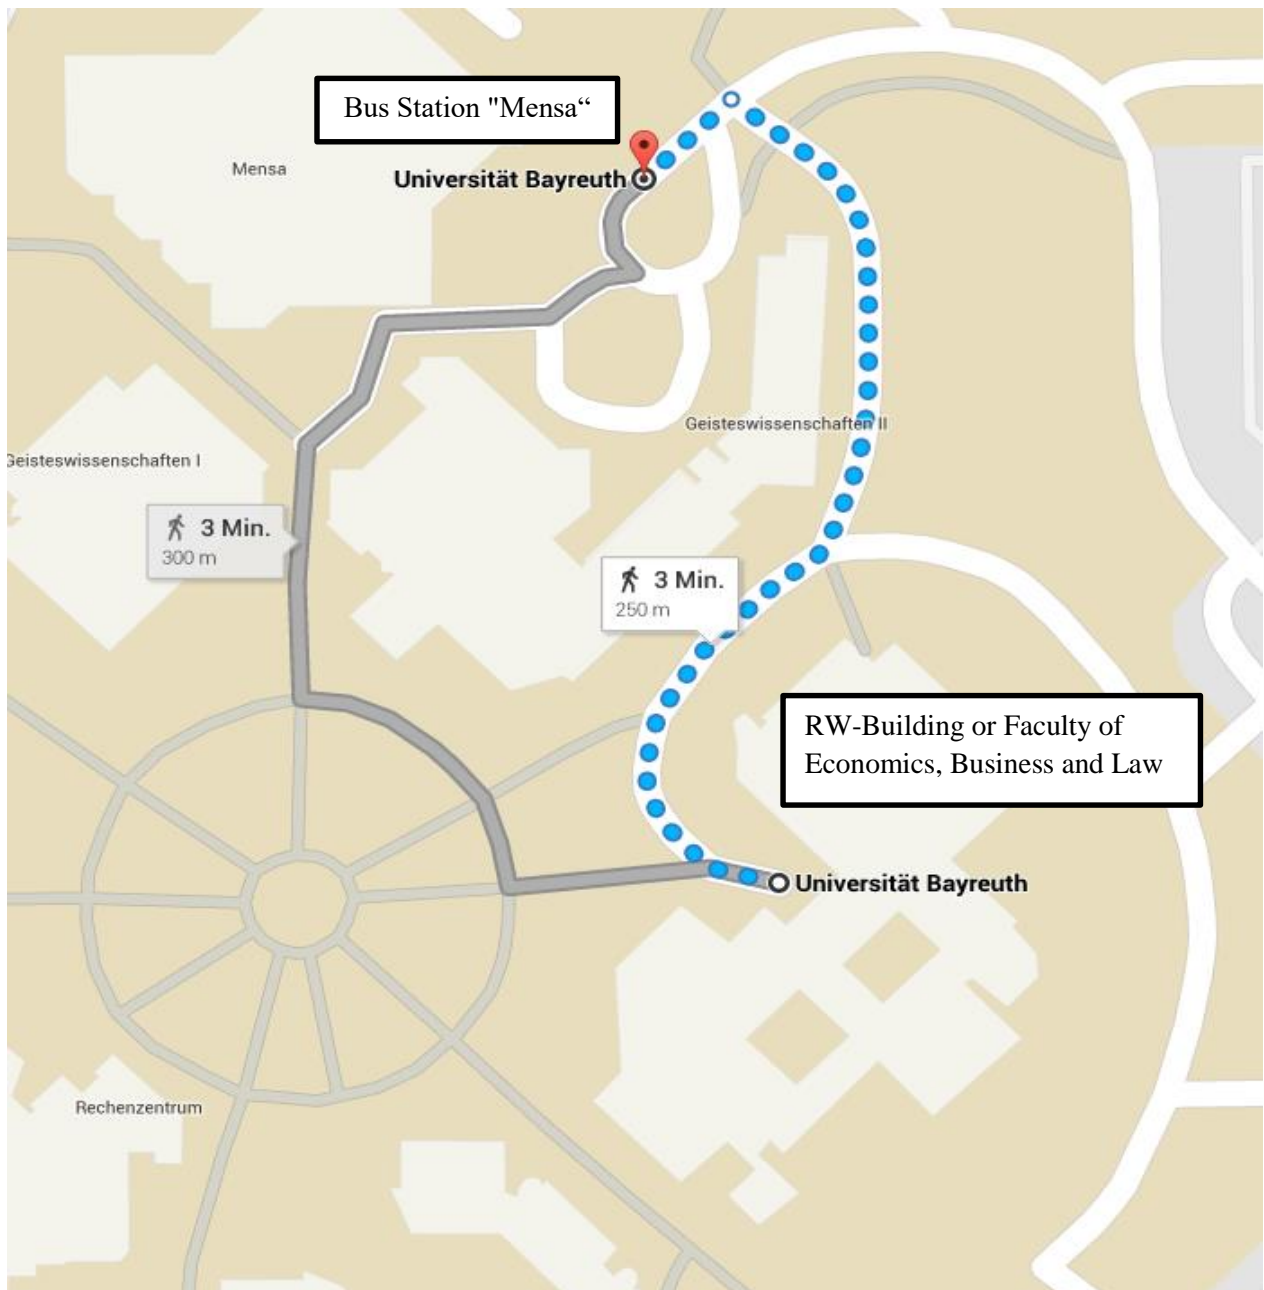 Bus Station "Mensa“
Mensa
Universität Bayreuth
Geisteswissenschaften II
Geisteswissenschaften I
3 Min.
300 m
3 Min.
250 m
RW-Building or Faculty of
Economics, Business and Law
Universität Bayreuth
Rechenzentrum